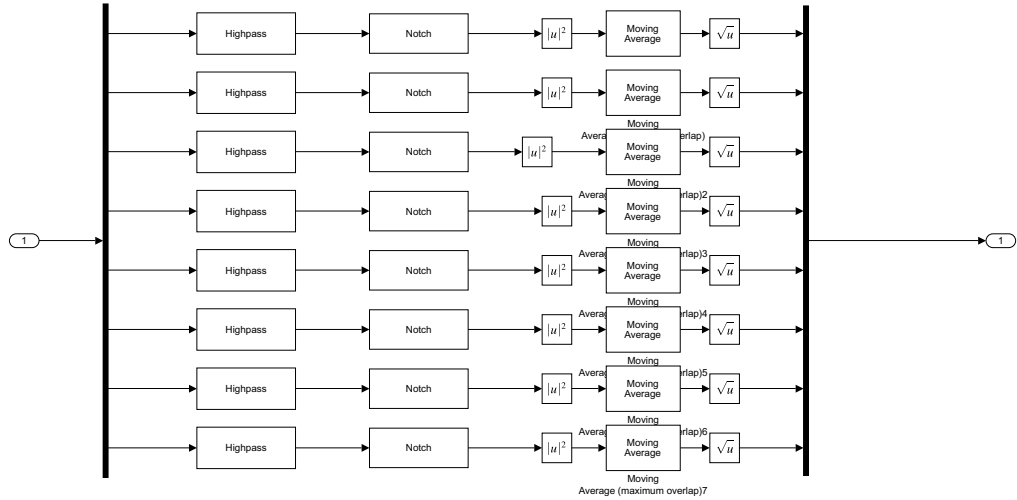 Highpass Notch |u|² Moving Average √u
Highpass Notch |u|² Moving Average √u
Moving
Highpass Notch |u|² Moving Average √u
Moving
Highpass Notch |u|² Moving Average √u
Moving
1 1
Highpass Notch |u|² Moving Average √u
Moving
Highpass Notch |u|² Moving Average √u
Moving
Highpass Notch |u|² Moving Average √u
Moving
Highpass Notch |u|² Moving Average √u
Moving
Average (maximum overlap)7